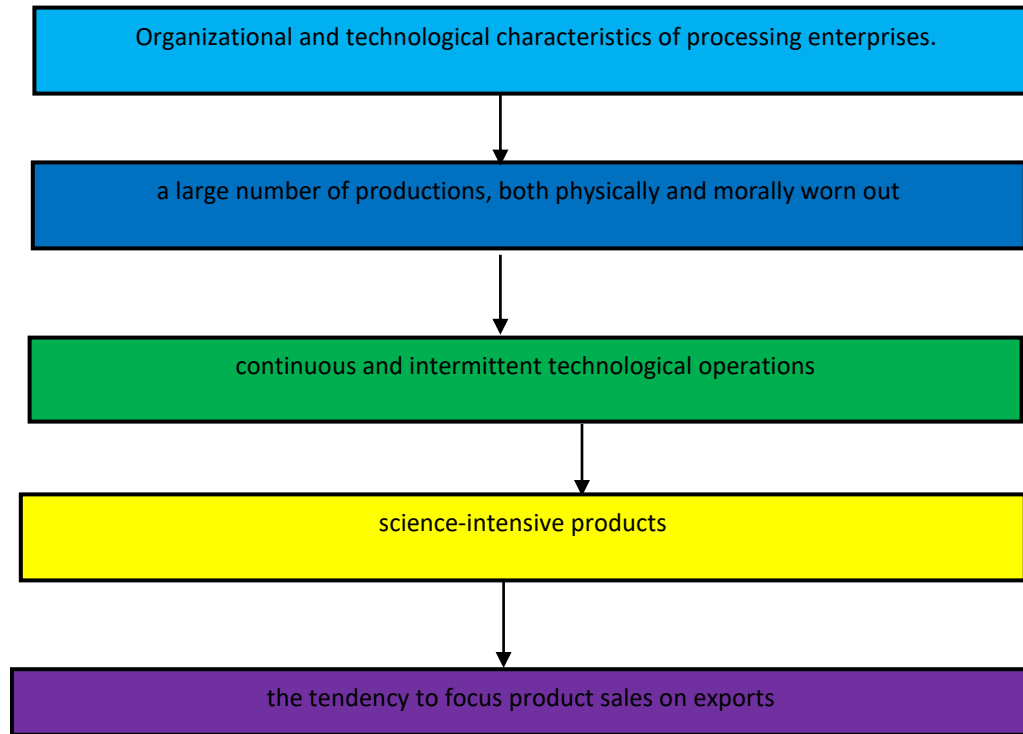 Organizational and technological characteristics of processing enterprises.
a large number of productions, both physically and morally worn out
continuous and intermittent technological operations
science-intensive products
the tendency to focus product sales on exports